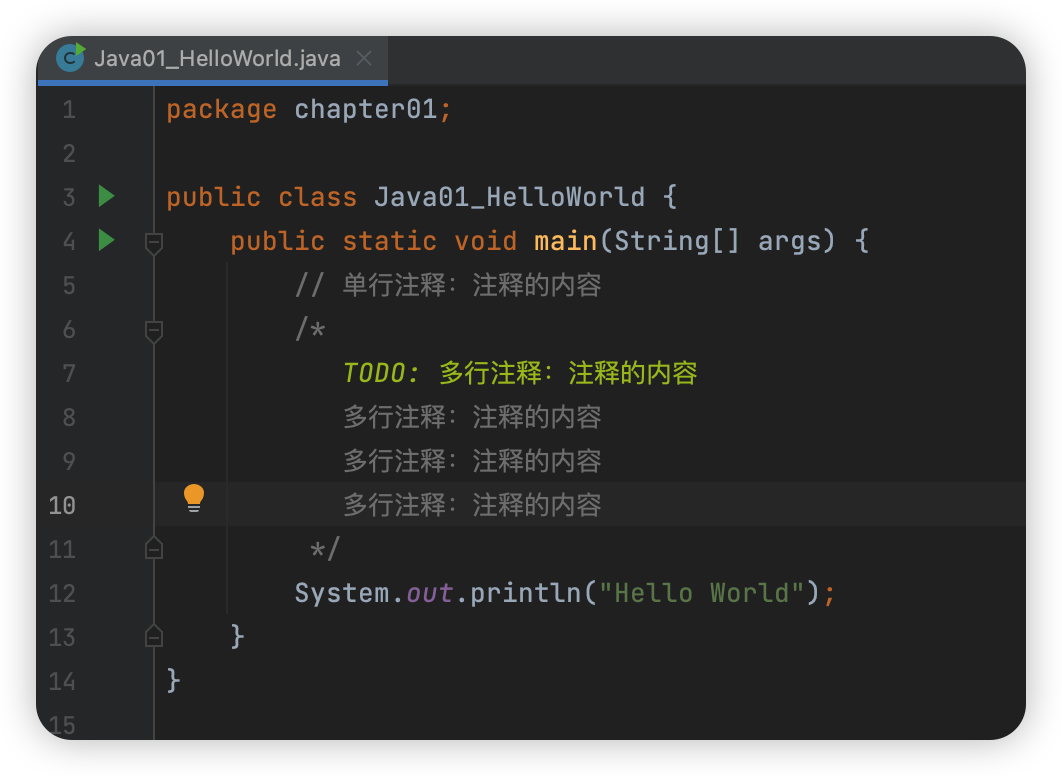 Java01_HelloWorld.java
1 package chapter01;
2
3 public class Java01_HelloWorld {
4 public static void main(String[] args) {
5 // 单行注释：注释的内容
6 /*
7 TODO: 多行注释：注释的内容
8 多行注释：注释的内容
9 多行注释：注释的内容
10 多行注释：注释的内容
11 */
12 System.out.println("Hello World");
13 }
14 }
15